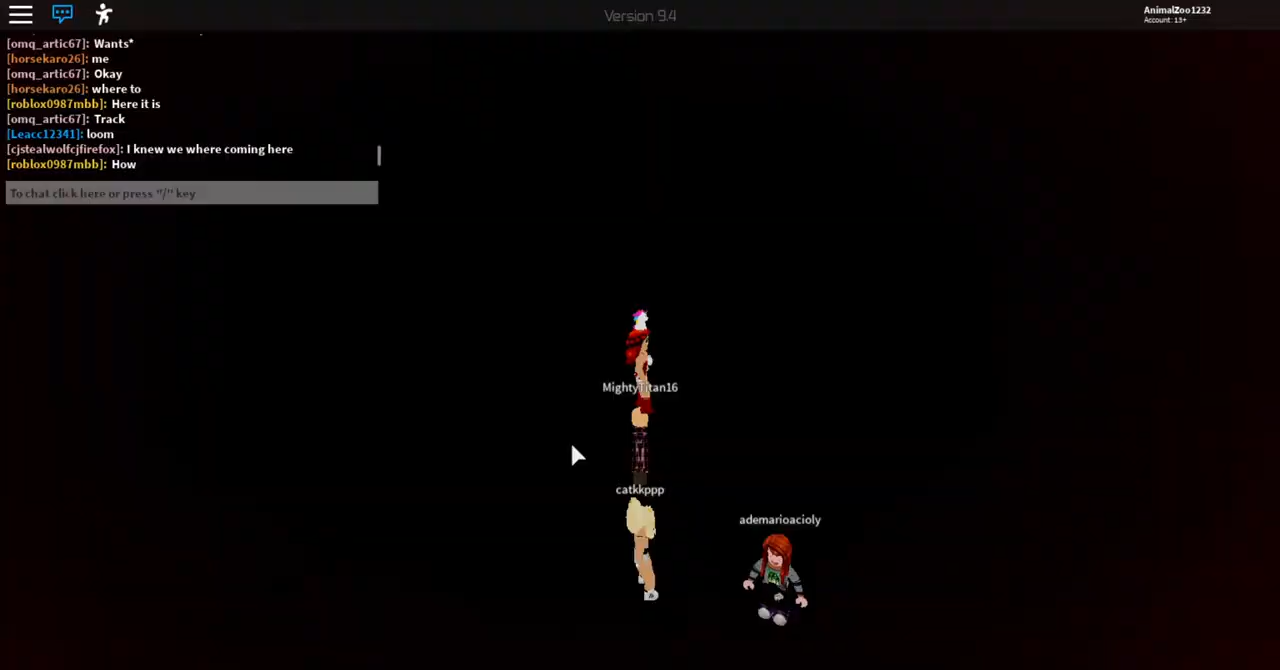 Version 9.4
AnimalZoo1232
Account: 13+
[omq_artic67]: Wants*
[horsekaro26]: me
[omq_artic67]: Okay
[horsekaro26]: where to
[roblox0987mbb]: Here it is
[omq_artic67]: Track
[Leacc12341]: loom
[cjstealwolfcjfirefox]: I knew we where coming here
[roblox0987mbb]: How
To chat click here or press "/" key
MightyTitan16
catkkppp
ademarioacioly